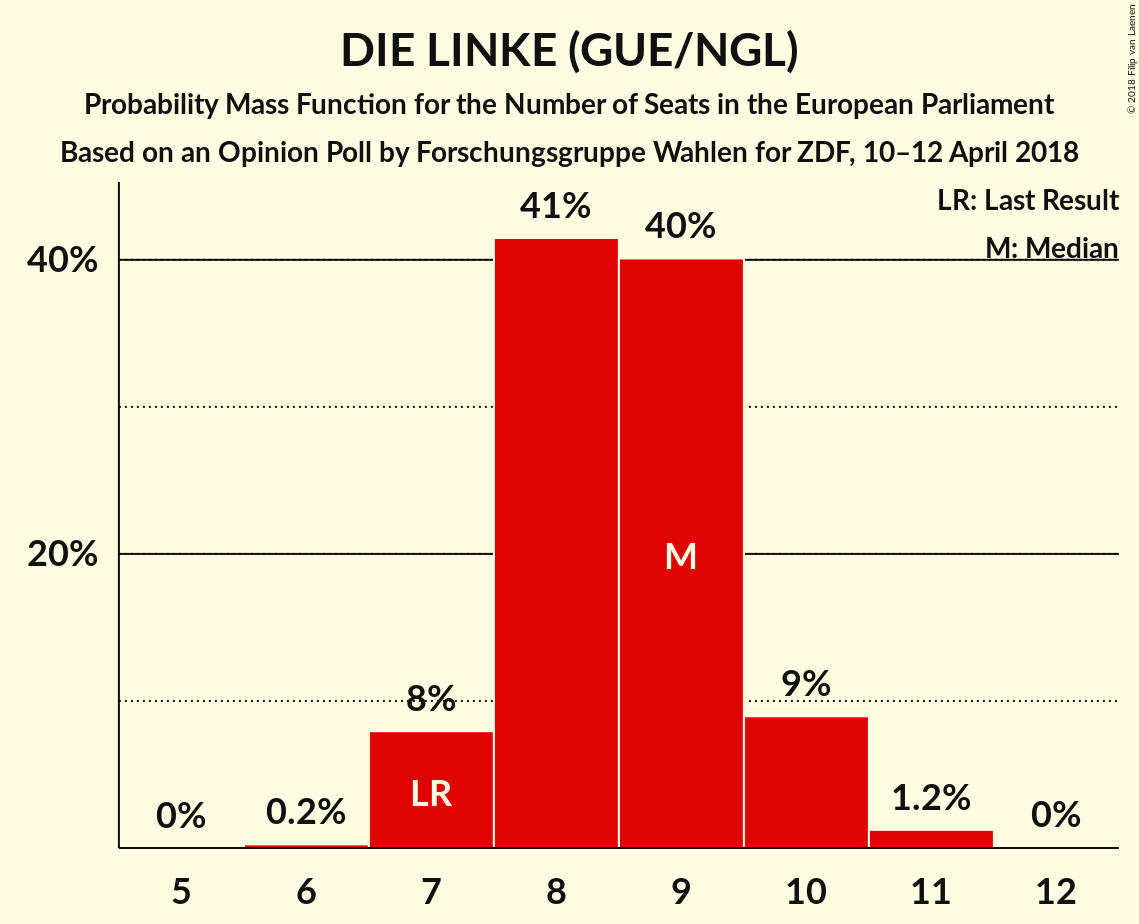 DIE LINKE (GUE/NGL)
Probability Mass Function for the Number of Seats in the European Parliament
Based on an Opinion Poll by Forschungsgruppe Wahlen for ZDF, 10–12 April 2018
© 2018 Filip van Laenen
LR: Last Result
M: Median
40%
20%
0%
0.2%
8%
41%
40%
9%
1.2%
0%
LR
M
5 6 7 8 9 10 11 12